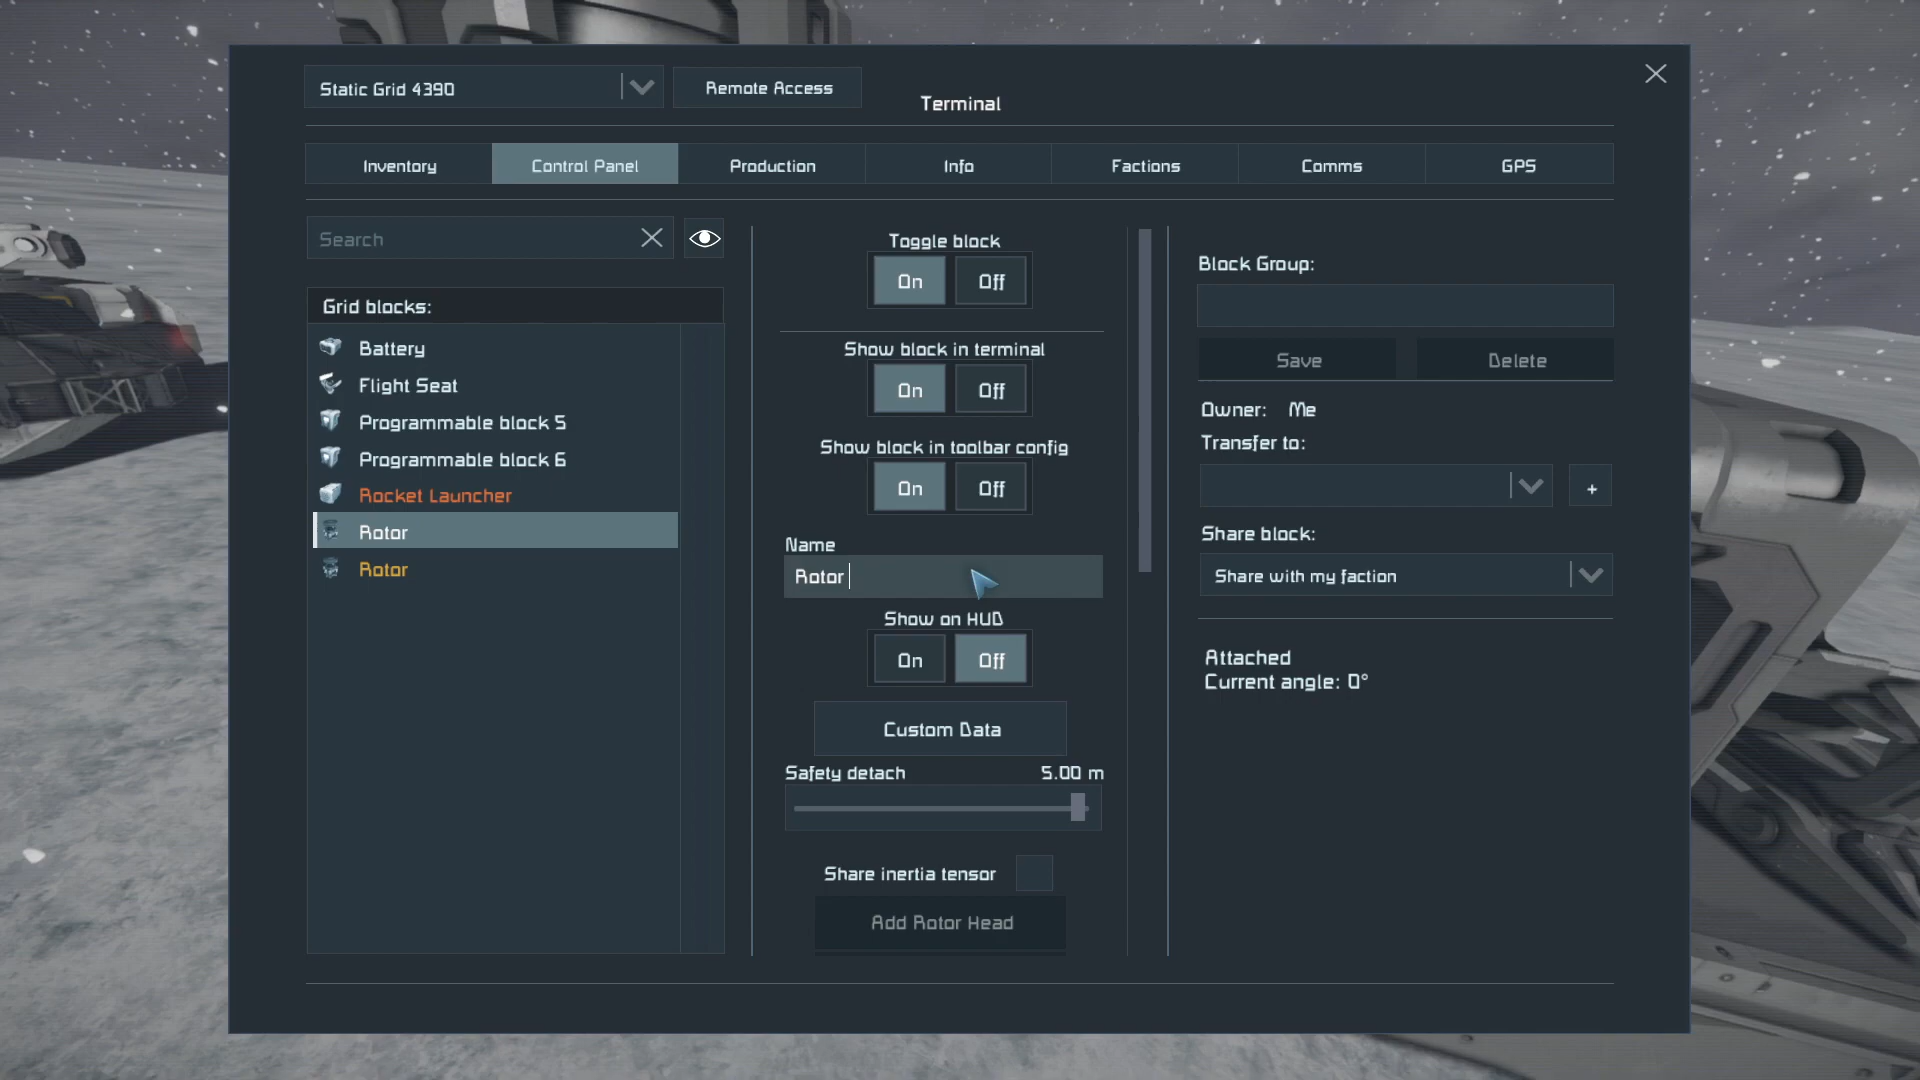 Static Grid 4390
Remote Access
Terminal
Inventory
Control Panel
Production
Info
Factions
Comms
GPS
Search
Grid blocks:
Battery
Flight Seat
Programmable block 5
Programmable block 6
Rocket Launcher
Rotor
Rotor
Toggle block
On Off
Show block in terminal
On Off
Show block in toolbar config
On Off
Name
Rotor
Show on HUD
On Off
Custom Data
Safety detach 5.00 m
Share inertia tensor
Add Rotor Head
Block Group:
Save Delete
Owner: Me
Transfer to:
+
Share block:
Share with my faction
Attached
Current angle: 0°